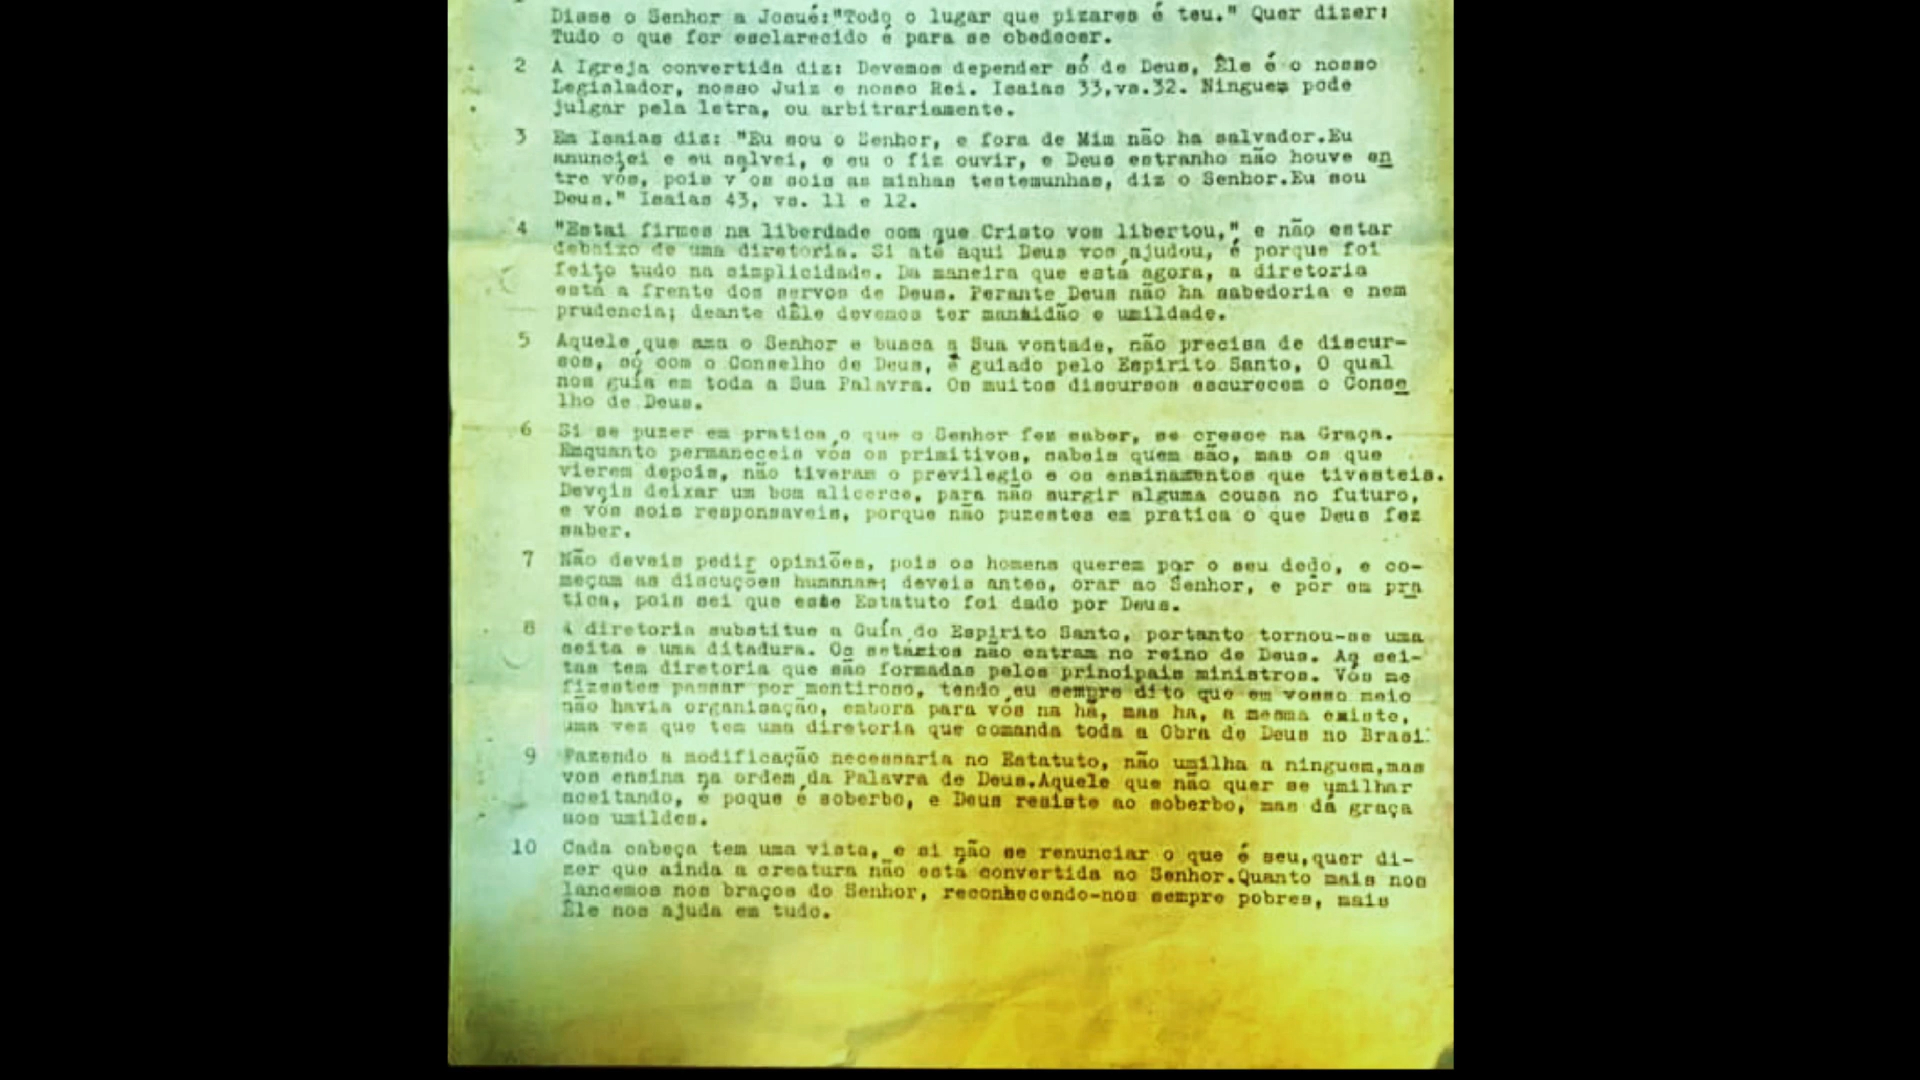 Disse o Senhor a Josué:"Todo o lugar que pizares é teu." Quer dizer:
Tudo o que for esclarecido é para se obedecer.
2 A Igreja convertida diz: Devemos depender só de Deus, Êle é o nosso
Legislador, nosso Juiz e nosso Rei. Isaias 33,vs.32. Ninguem pode
julgar pela letra, ou arbitrariamente.
3 Em Isaias diz: "Eu sou o Senhor, e fora de Mim não ha salvador.Eu
anunciei e eu salvei, e eu o fiz ouvir, e Deus estranho não houve en
tre vós, pois v´os sois as minhas testemunhas, diz o Senhor.Eu sou
Deus." Isaias 43, vs. 11 e 12.
4 "Estai firmes na liberdade com que Cristo vos libertou," e não estar
debaixo de uma diretoria. Si até aqui Deus vos ajudou, é porque foi
feito tudo na simplicidade. Da maneira que está agora, a diretoria
está a frente dos servos de Deus. Perante Deus não ha sabedoria e nem
prudencia; deante dÊle devemos ter mansidão e umildade.
5 Aquele que ama o Senhor e busca a Sua vontade, não precisa de discur-
sos, só com o Conselho de Deus, é guiado pelo Espirito Santo, O qual
nos guía em toda a Sua Palavra. Os muitos discursos escurecem o Conse
lho de Deus.
6 Si se puzer em pratica o que o Senhor fez saber, se cresce na Graça.
Enquanto permaneceis vós os primitivos, sabeis quem são, mas os que
vierem depois, não tiveram o previlegio e os ensinamentos que tivesteis.
Deveis deixar um bom alicerce, para não surgir alguma cousa no futuro,
e vós sois responsaveis, porque não puzestes em pratica o que Deus fez
saber.
7 Não deveis pedir opiniões, pois os homens querem por o seu dedo, e co-
meçam as discuções humanas; deveis antes, orar ao Senhor, e pôr em pra
tica, pois sei que este Estatuto foi dado por Deus.
8 A diretoria substitue a Guía do Espirito Santo, portanto tornou-se uma
seita e uma ditadura. Os setários não entram no reino de Deus. As sei-
tas tem diretoria que são formadas pelos principais ministros. Vós me
fizestes passar por mentiroso, tendo eu sempre dito que em vosso meio
não havia organisação, embora para vós na hã, mas ha, a mesma existe,
uma vez que tem uma diretoria que comanda toda a Obra de Deus no Brasi
9 Fazendo a modificação necessaria no Estatuto, não umilha a ninguem,mas
vos ensina na ordem da Palavra de Deus.Aquele que não quer se umilhar
aceitando, é poque é soberbo, e Deus resiste ao soberbo, mas dá graça
aos umildes.
10 Cada cabeça tem uma vista, e si não se renunciar o que é seu,quer di-
zer que ainda a creatura não está convertida ao Senhor.Quanto mais nos
lancemos nos braços do Senhor, reconhecendo-nos sempre pobres, mais
Êle nos ajuda em tudo.